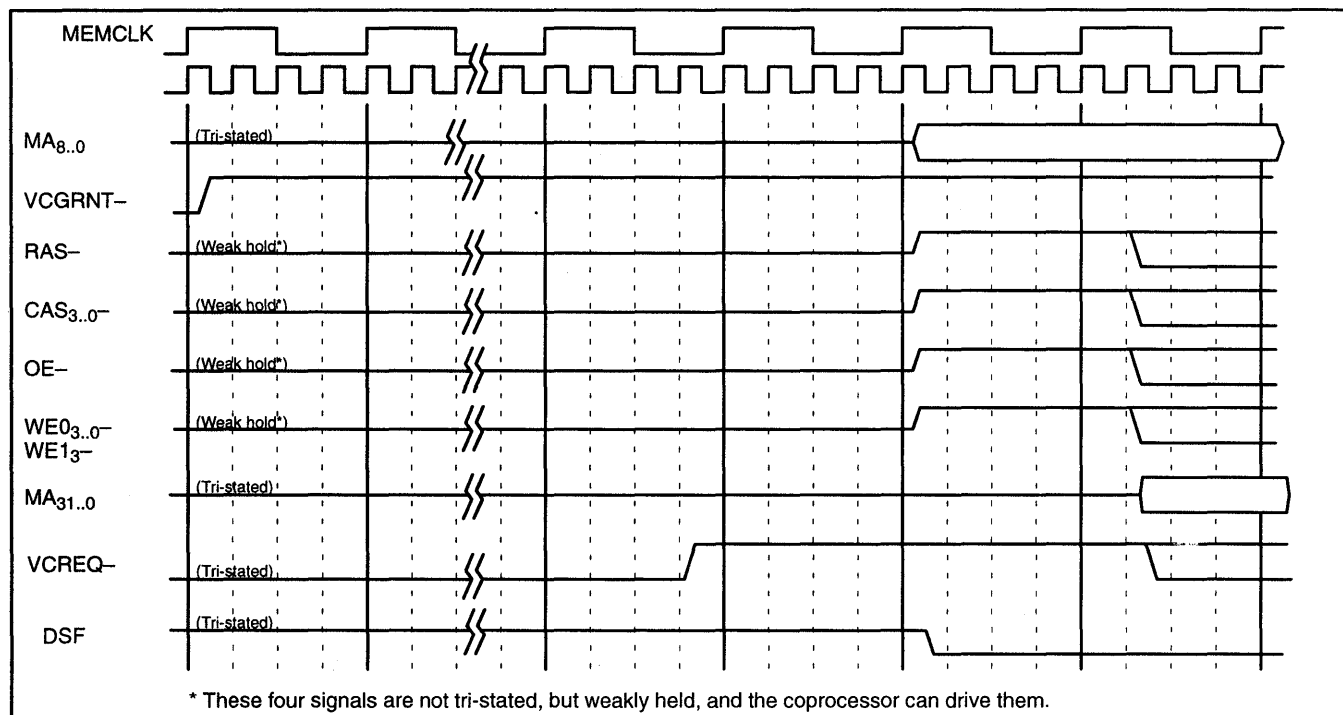 MEMCLK
MA8..0 (Tri-stated)
VCGRNT–
RAS– (Weak hold*)
CAS3..0– (Weak hold*)
OE– (Weak hold*)
WE03..0– (Weak hold*)
WE13–
MA31..0 (Tri-stated)
VCREQ– (Tri-stated)
DSF (Tri-stated)
* These four signals are not tri-stated, but weakly held, and the coprocessor can drive them.